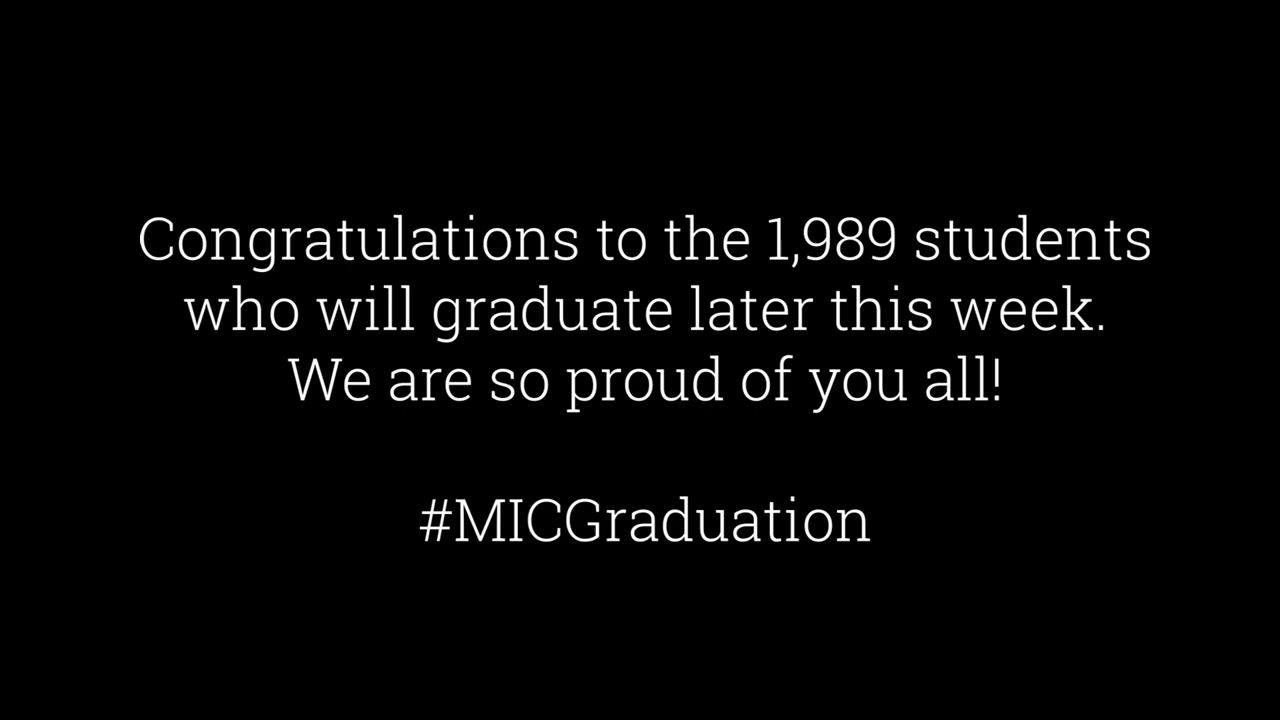 Congratulations to the 1,989 students
who will graduate later this week.
We are so proud of you all!
#MICGraduation